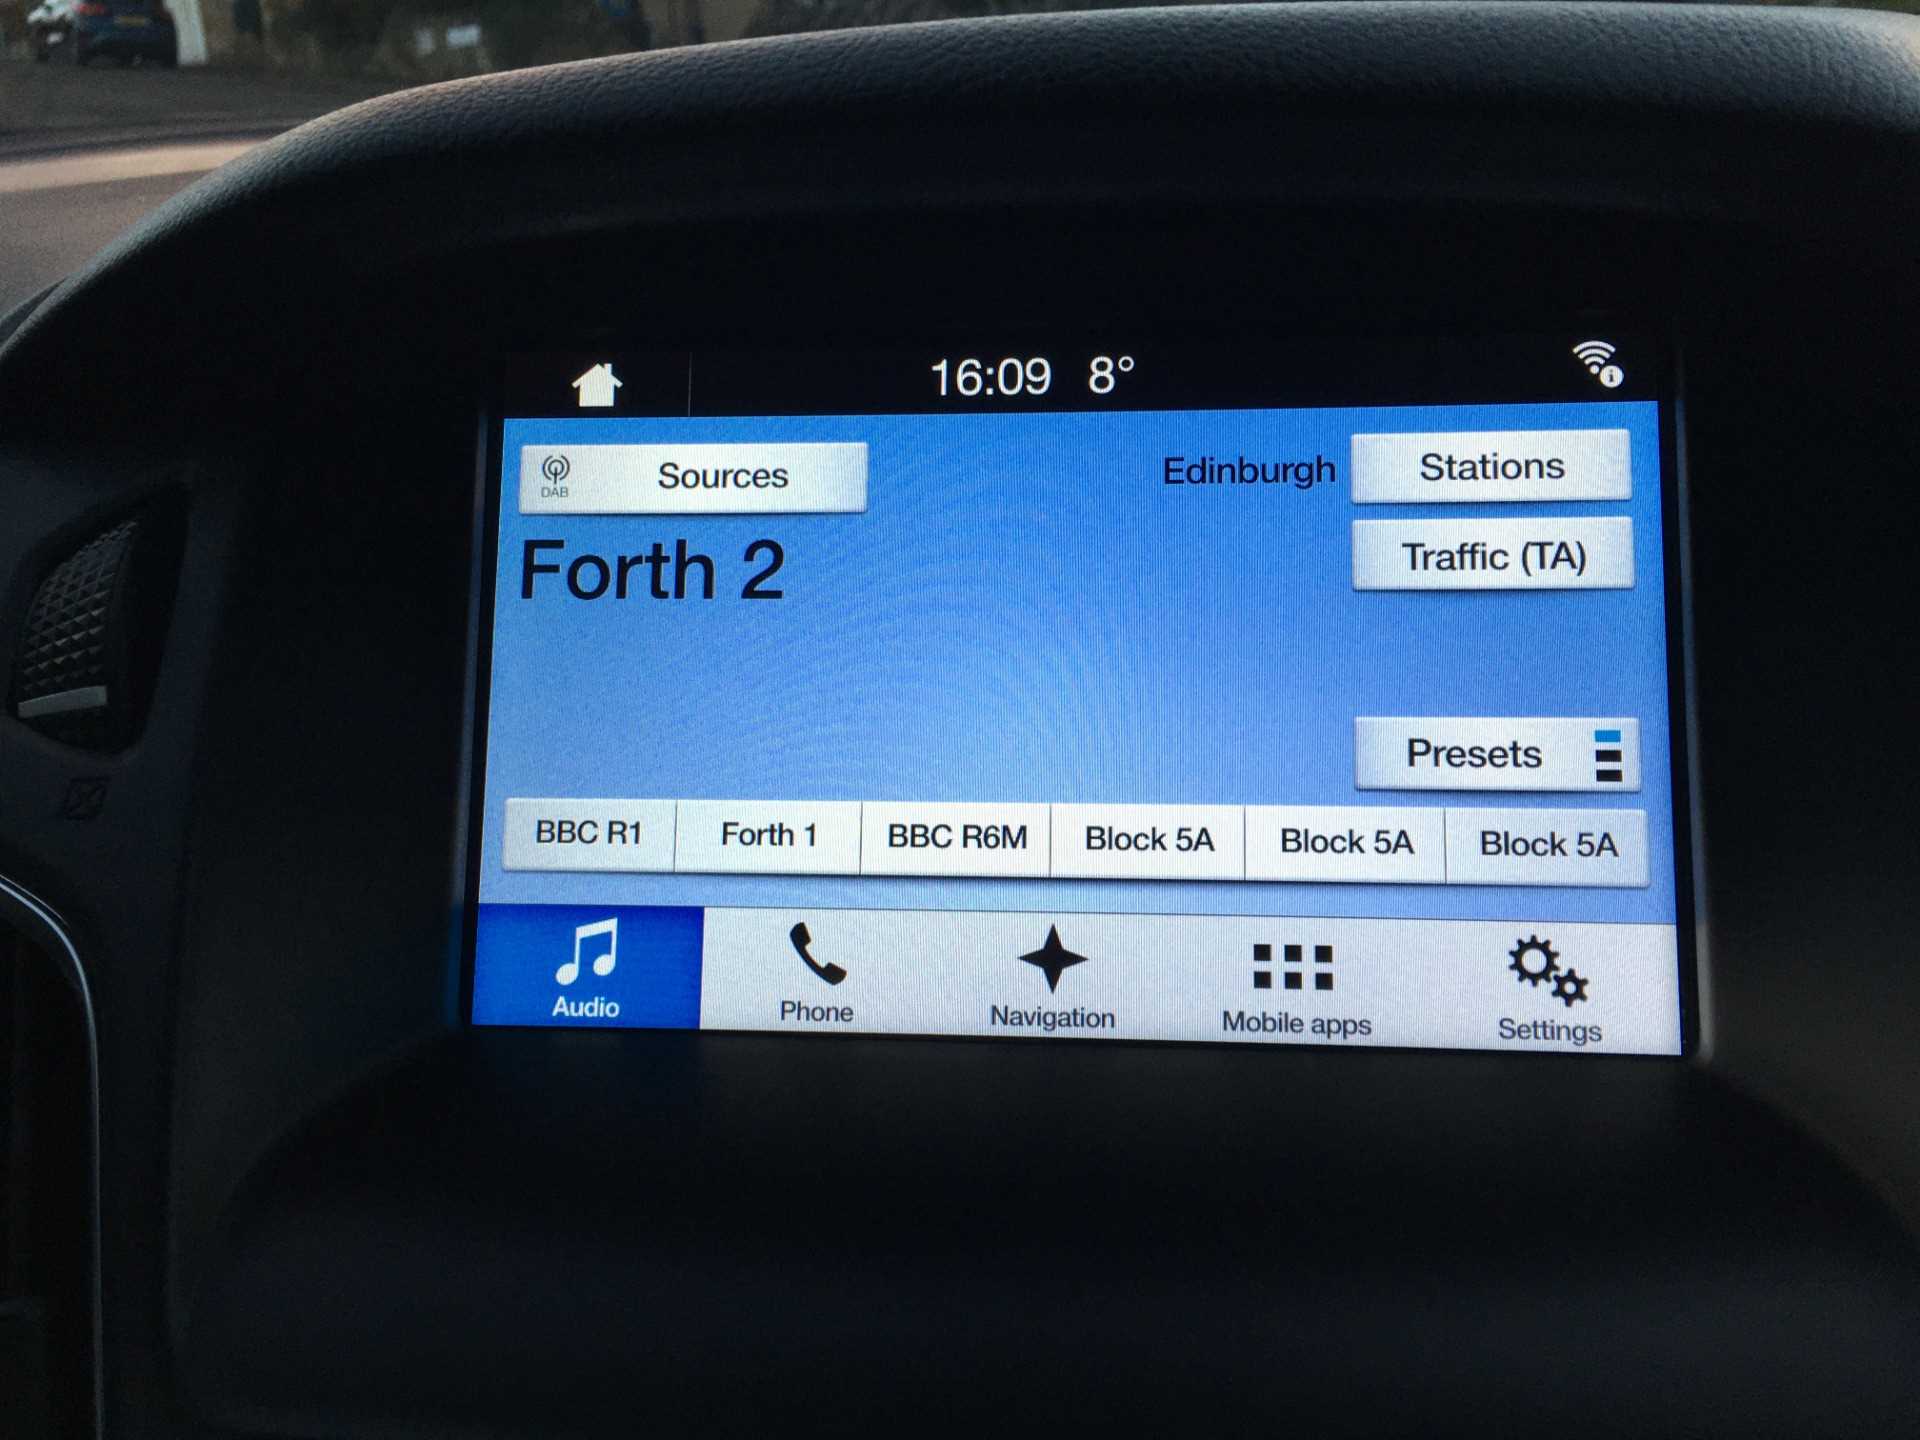 16:09 8°
DAB Sources
Edinburgh Stations
Forth 2
Traffic (TA)
Presets
BBC R1 Forth 1 BBC R6M Block 5A Block 5A Block 5A
Audio Phone Navigation Mobile apps Settings